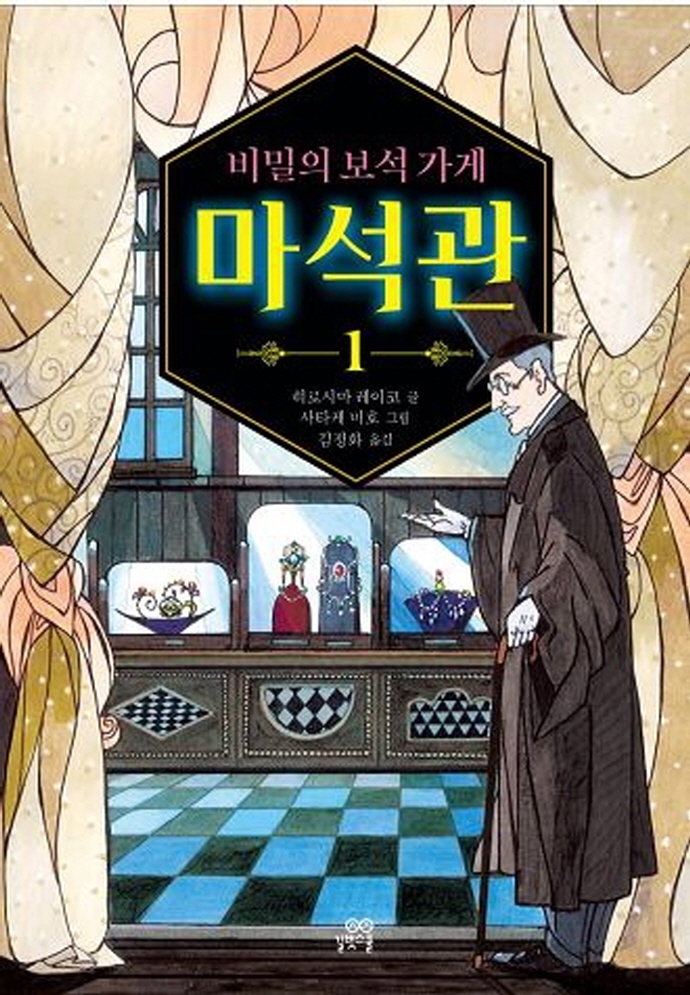 비밀의 보석 가게
마석관
1
히로시마 레이코 글
사타케 미호 그림
김정화 옮김
길벗스쿨